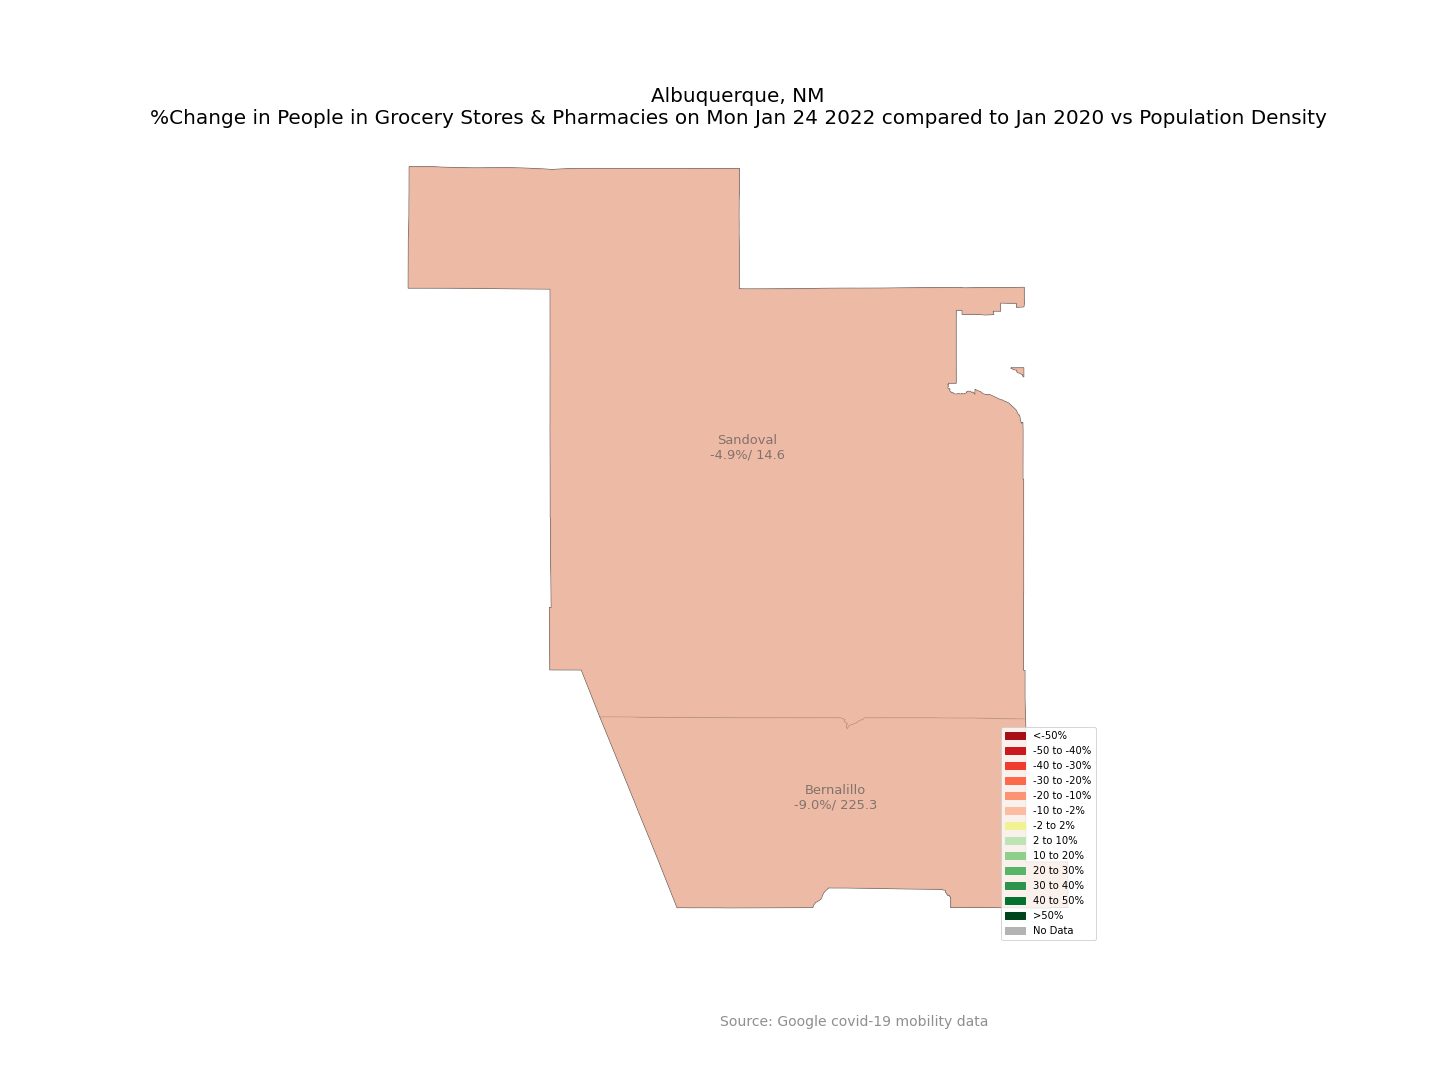 Albuquerque, NM
%Change in People in Grocery Stores & Pharmacies on Mon Jan 24 2022 compared to Jan 2020 vs Population Density
Sandoval
-4.9%/ 14.6
Bernalillo
-9.0%/ 225.3
<-50%
-50 to -40%
-40 to -30%
-30 to -20%
-20 to -10%
-10 to -2%
-2 to 2%
2 to 10%
10 to 20%
20 to 30%
30 to 40%
40 to 50%
>50%
No Data
Source: Google covid-19 mobility data